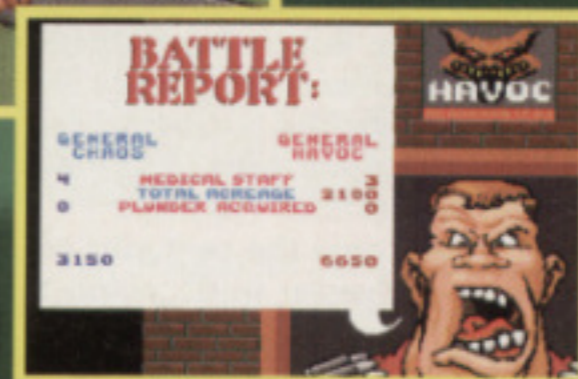 BATTLE
REPORT:
HAVOC
GENERAL GENERAL
CHAOS HAVOC
4 MEDICAL STAFF 3
TOTAL ACREAGE 2100
0 PLUNDER ACQUIRED 0
3150 6650